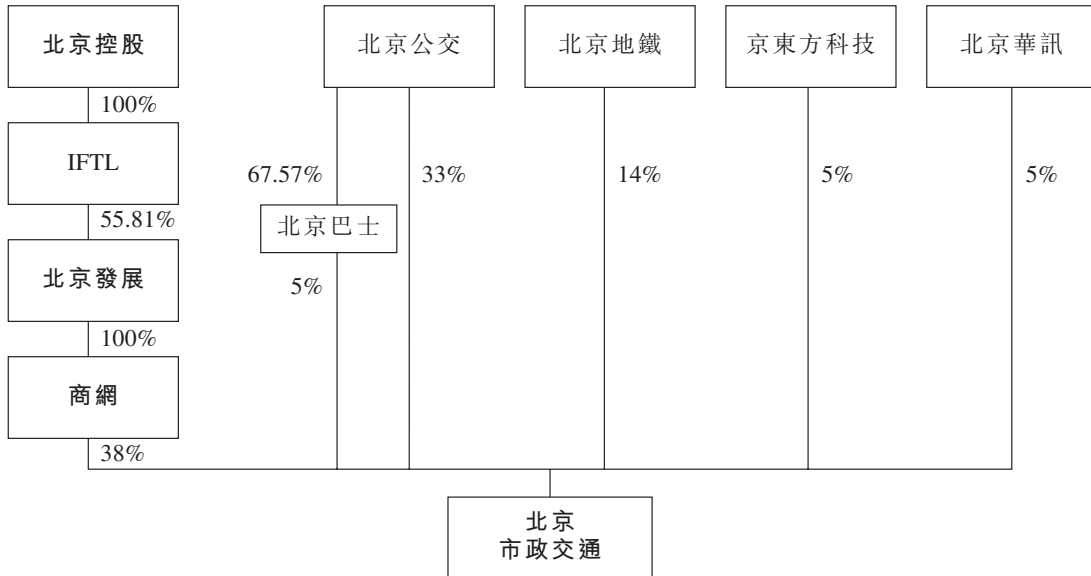 北京控股
北京公交
北京地鐵
京東方科技
北京華訊
100%
IFTL
67.57%
33%
14%
5%
5%
55.81%
北京巴士
北京發展
5%
100%
商網
38%
北京
市政交通